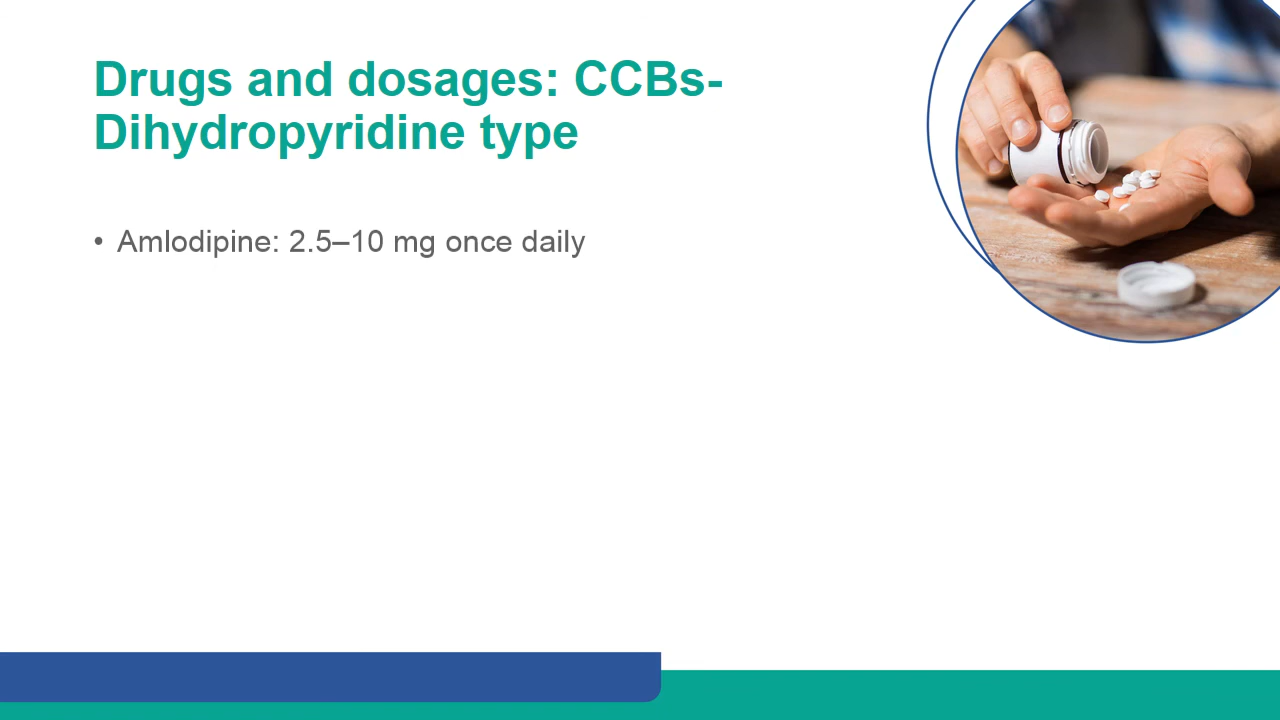 Drugs and dosages: CCBs-
Dihydropyridine type
• Amlodipine: 2.5–10 mg once daily